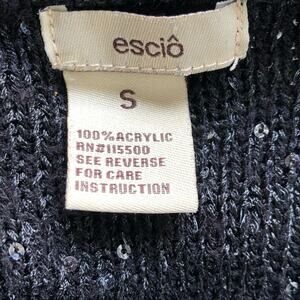 esciô
S
100% ACRYLIC
RN#115500
SEE REVERSE
FOR CARE
INSTRUCTION